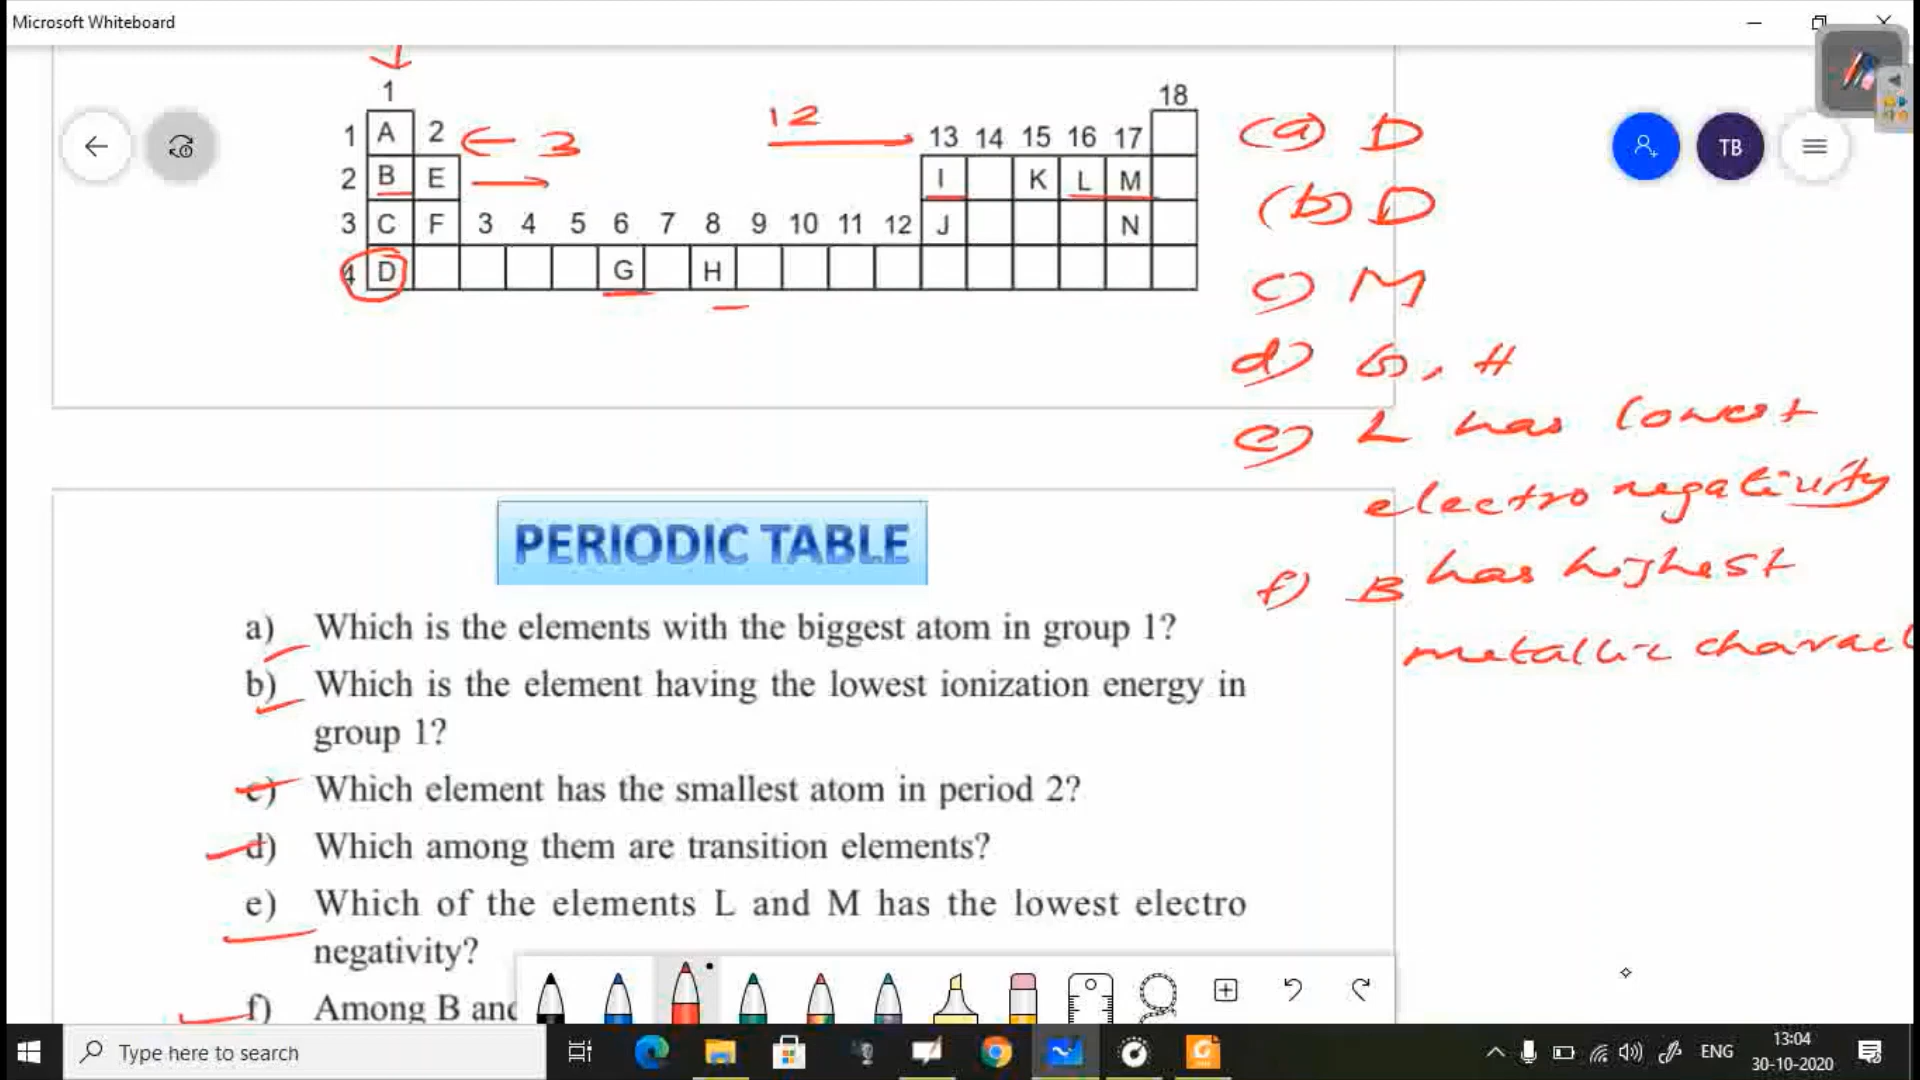 Microsoft Whiteboard
1 18
1 A 2 ← 3 12 13 14 15 16 17
2 B E I K L M
3 C F 3 4 5 6 7 8 9 10 11 12 J N
4 D G H
(a) D
(b) D
c) M
d) G, H
e) L has lowest
electro negativity
f) B has highest
metallic charact
TB
PERIODIC TABLE
a) Which is the elements with the biggest atom in group 1?
b) Which is the element having the lowest ionization energy in
group 1?
c) Which element has the smallest atom in period 2?
d) Which among them are transition elements?
e) Which of the elements L and M has the lowest electro
negativity?
f) Among B and
Type here to search
ENG
13:04
30-10-2020